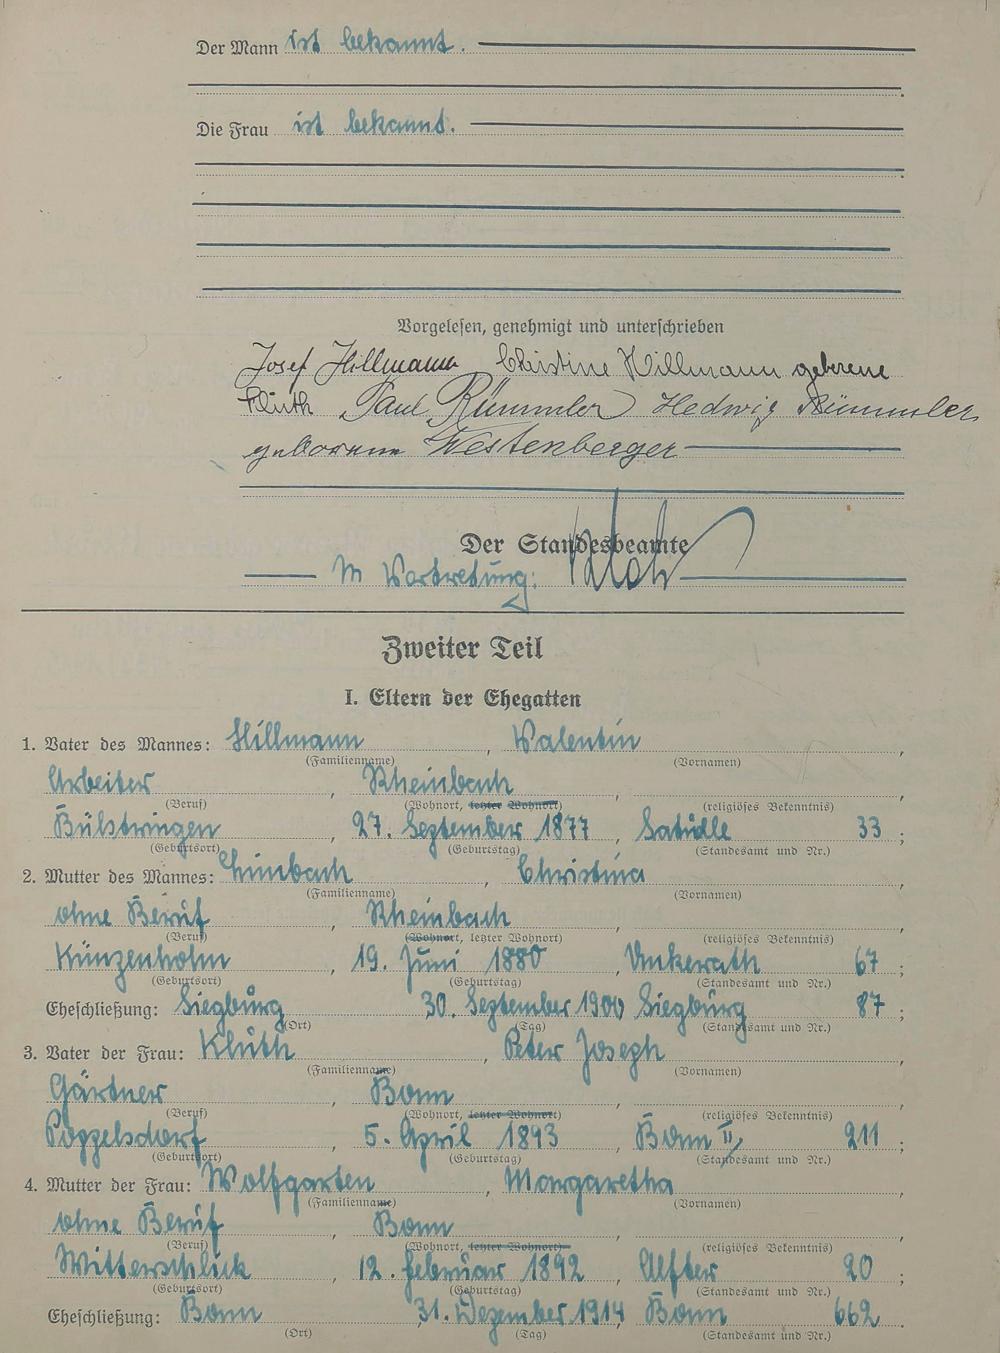 Der Mann ist bekannt.
Die Frau ist bekannt.
Vorgelesen, genehmigt und unterschrieben
Josef Hillmann Christine Hillmann geborene
Kluth Paul Rümmler Hedwig Rümmler
geborene Westenberger
Der Standesbeamte
In Vertretung:
Zweiter Teil
I. Eltern der Ehegatten
1. Vater des Mannes: Hillmann, Valentin,
(Familienname) (Vornamen)
Arbeiter, Rheinbach,
(Beruf) (Wohnort, letzter Wohnort) (religiöses Bekenntnis)
Bülstringen, 27. September 1877, Satuelle 33;
(Geburtsort) (Geburtstag) (Standesamt und Nr.)
2. Mutter des Mannes: Christina,
(Familienname) (Vornamen)
ohne Beruf, Rheinbach,
(Beruf) (Wohnort, letzter Wohnort) (religiöses Bekenntnis)
Künzenholm, 19. Juni 1880, 67;
(Geburtsort) (Geburtstag) (Standesamt und Nr.)
Eheschließung: Siegburg 30. September 1900 Siegburg 87;
(Ort) (Tag) (Standesamt und Nr.)
3. Vater der Frau: Kluth, Peter Joseph,
(Familienname) (Vornamen)
Gärtner, Bonn,
(Beruf) (Wohnort, letzter Wohnort) (religiöses Bekenntnis)
Poppelsdorf, 5. April 1893, Bonn II, 211;
(Geburtsort) (Geburtstag) (Standesamt und Nr.)
4. Mutter der Frau: Wolfgarten, Margaretha,
(Familienname) (Vornamen)
ohne Beruf, Bonn,
(Beruf) (Wohnort, letzter Wohnort) (religiöses Bekenntnis)
Witterschlick, 12. Februar 1892, Alfter 20;
(Geburtsort) (Geburtstag) (Standesamt und Nr.)
Eheschließung: Bonn, 31. Dezember 1914, Bonn 662.
(Ort) (Tag) (Standesamt und Nr.)